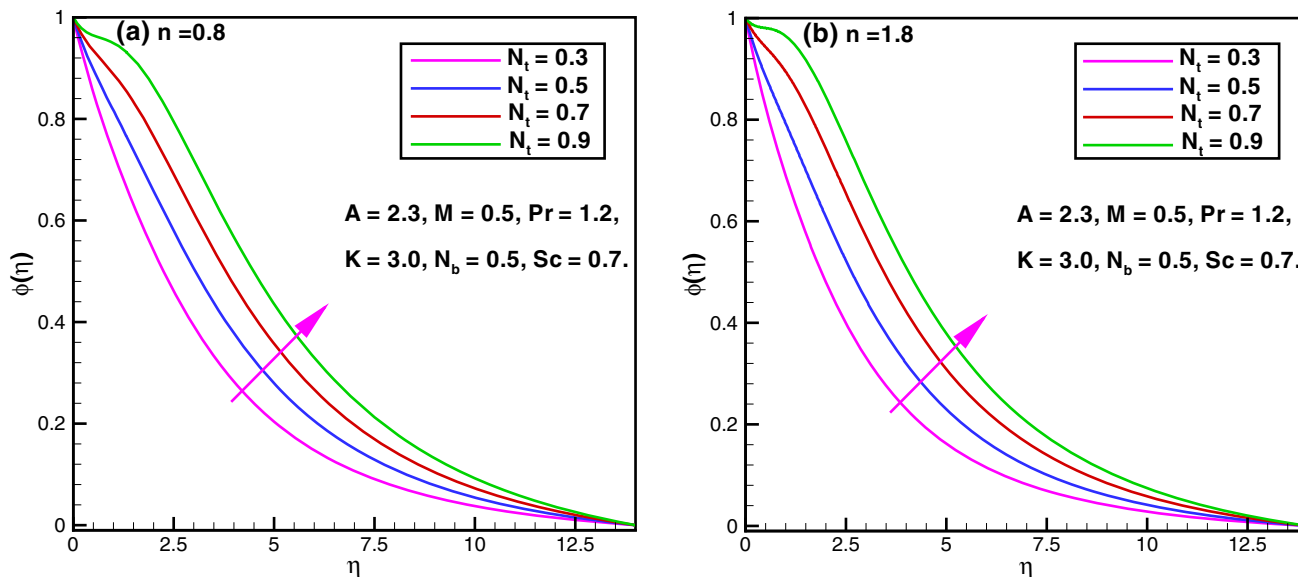 (a) n =0.8
N_t = 0.3
N_t = 0.5
N_t = 0.7
N_t = 0.9
A = 2.3, M = 0.5, Pr = 1.2,
K = 3.0, N_b = 0.5, Sc = 0.7.
ϕ(η)
1
0.8
0.6
0.4
0.2
0
0 2.5 5 7.5 10 12.5
η
(b) n =1.8
N_t = 0.3
N_t = 0.5
N_t = 0.7
N_t = 0.9
A = 2.3, M = 0.5, Pr = 1.2,
K = 3.0, N_b = 0.5, Sc = 0.7.
ϕ(η)
1
0.8
0.6
0.4
0.2
0
0 2.5 5 7.5 10 12.5
η